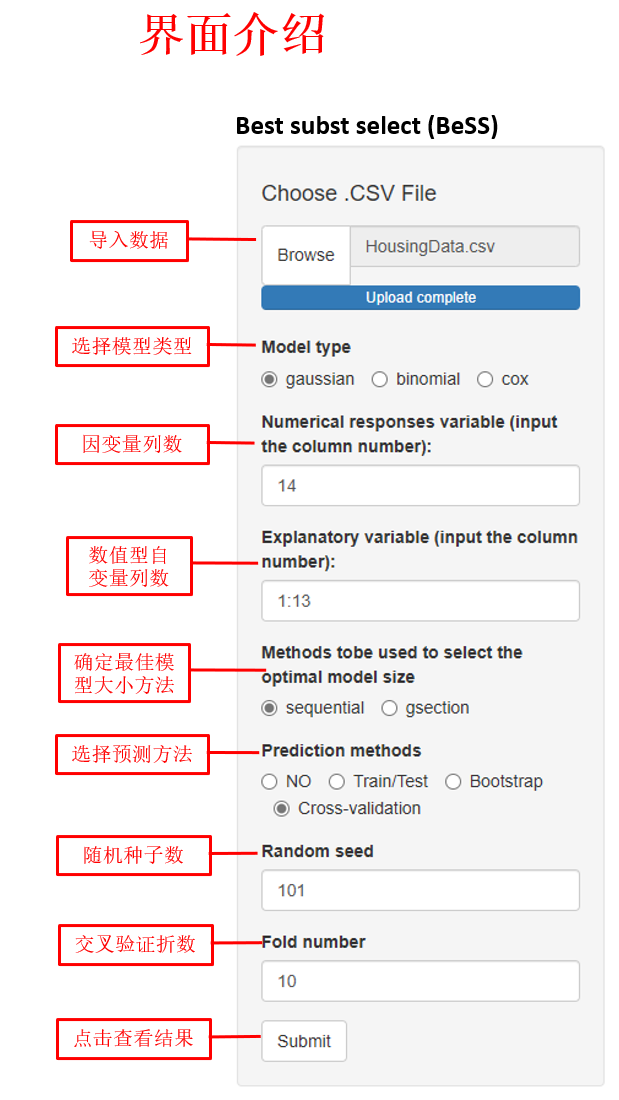 界面介绍
Best subst select (BeSS)
Choose .CSV File
导入数据
Browse
HousingData.csv
Upload complete
选择模型类型
Model type
gaussian binomial cox
因变量列数
Numerical responses variable (input
the column number):
14
数值型自
变量列数
Explanatory variable (input the column
number):
1:13
确定最佳模
型大小方法
Methods tobe used to select the
optimal model size
sequential gsection
选择预测方法
Prediction methods
NO Train/Test Bootstrap
Cross-validation
随机种子数
Random seed
101
交叉验证折数
Fold number
10
点击查看结果
Submit